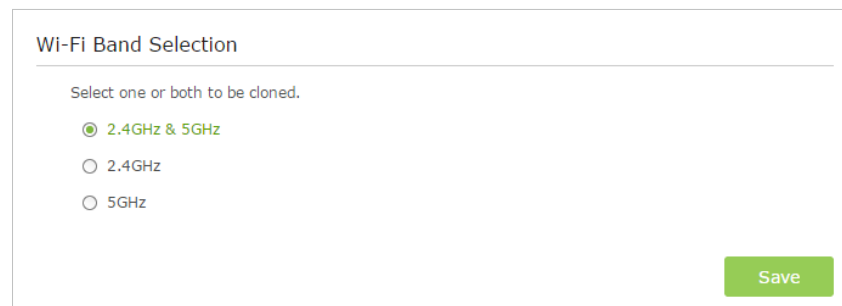 Wi-Fi Band Selection
Select one or both to be cloned.
2.4GHz & 5GHz
2.4GHz
5GHz
Save